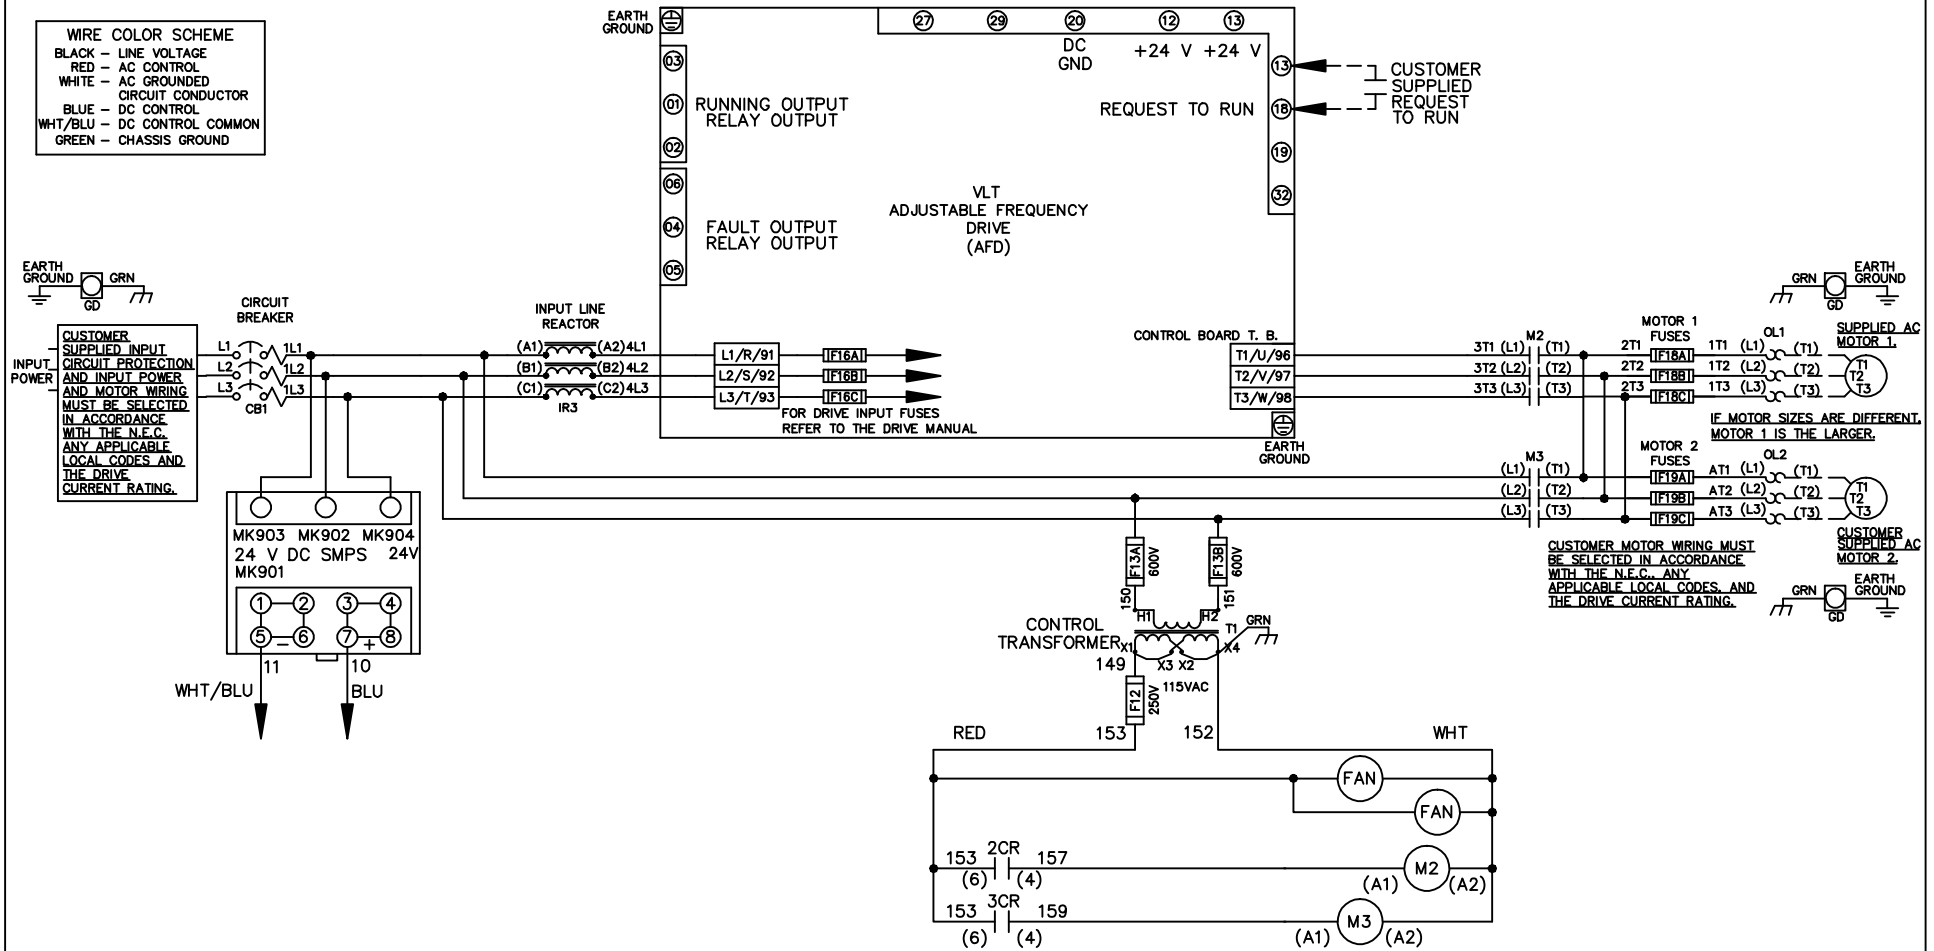 WIRE COLOR SCHEME
BLACK – LINE VOLTAGE
RED – AC CONTROL
WHITE – AC GROUNDED
CIRCUIT CONDUCTOR
BLUE – DC CONTROL
WHT/BLU – DC CONTROL COMMON
GREEN – CHASSIS GROUND
EARTH
GROUND
27
29
20
12
13
DC
GND
+24 V
+24 V
03
01
02
RUNNING OUTPUT
RELAY OUTPUT
06
04
05
FAULT OUTPUT
RELAY OUTPUT
VLT
ADJUSTABLE FREQUENCY
DRIVE
(AFD)
REQUEST TO RUN
13
18
19
32
CUSTOMER
SUPPLIED
REQUEST
TO RUN
EARTH
GROUND
GRN
GD
INPUT
POWER
CUSTOMER
SUPPLIED INPUT
CIRCUIT PROTECTION
AND INPUT POWER
AND MOTOR WIRING
MUST BE SELECTED
IN ACCORDANCE
WITH THE N.E.C.
ANY APPLICABLE
LOCAL CODES AND
THE DRIVE
CURRENT RATING.
CIRCUIT
BREAKER
L1
1L1
L2
1L2
L3
1L3
CB1
INPUT LINE
REACTOR
(A1)
(A2)4L1
(B1)
(B2)4L2
(C1)
(C2)4L3
IR3
L1/R/91
L2/S/92
L3/T/93
F16A
F16B
F16C
FOR DRIVE INPUT FUSES
REFER TO THE DRIVE MANUAL
CONTROL BOARD T. B.
T1/U/96
T2/V/97
T3/W/98
EARTH
GROUND
M2
3T1 (L1) (T1)
3T2 (L2) (T2)
3T3 (L3) (T3)
MOTOR 1
FUSES
2T1
F18A
1T1
2T2
F18B
1T2
2T3
F18C
1T3
OL1
(L1) (T1)
(L2) (T2)
(L3) (T3)
GRN
GD
EARTH
GROUND
SUPPLIED AC
MOTOR 1.
T1
T2
T3
IF MOTOR SIZES ARE DIFFERENT,
MOTOR 1 IS THE LARGER.
M3
(L1) (T1)
(L2) (T2)
(L3) (T3)
MOTOR 2
FUSES
F19A
AT1
F19B
AT2
F19C
AT3
OL2
(L1) (T1)
(L2) (T2)
(L3) (T3)
T1
T2
T3
CUSTOMER
SUPPLIED AC
MOTOR 2.
GRN
GD
EARTH
GROUND
CUSTOMER MOTOR WIRING MUST
BE SELECTED IN ACCORDANCE
WITH THE N.E.C., ANY
APPLICABLE LOCAL CODES, AND
THE DRIVE CURRENT RATING.
MK903 MK902 MK904
24 V DC SMPS 24V
MK901
1
2
3
4
5
–
6
7
+
8
11
10
WHT/BLU
BLU
F13A
600V
F13B
600V
150
151
H1
H2
CONTROL
TRANSFORMER
T1
GRN
X1
X3 X2
X4
149
115VAC
F12
250V
153
152
RED
WHT
FAN
FAN
2CR
153
157
(6) (4)
M2
(A1)
(A2)
3CR
153
159
(6) (4)
M3
(A1)
(A2)